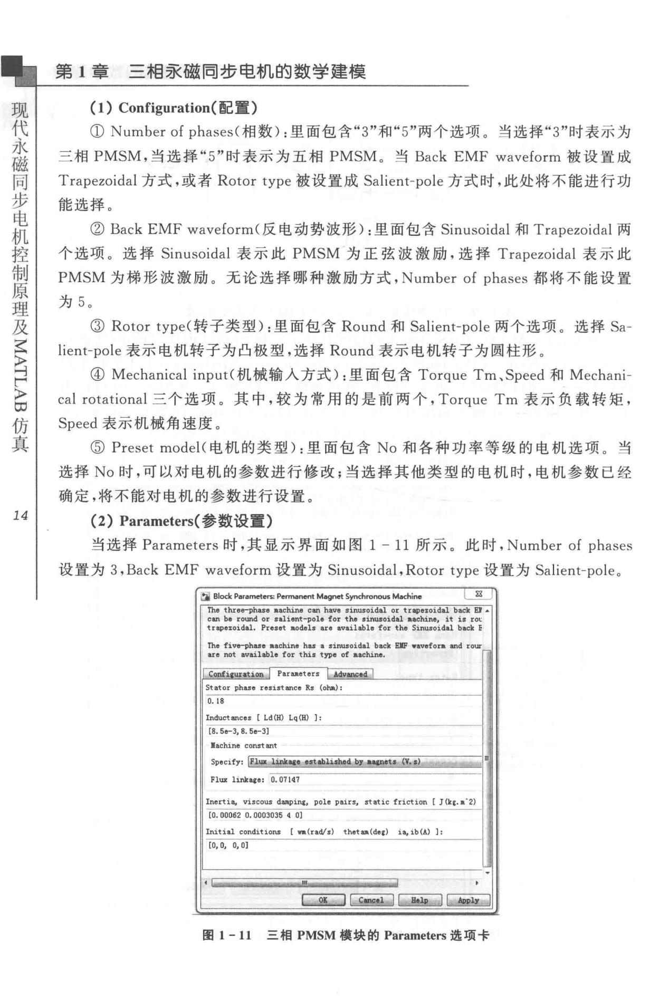 第 1 章　三相永磁同步电机的数学建模
现代永磁同步电机控制原理及MATLAB仿真
14
(1) Configuration(配置)
① Number of phases(相数):里面包含“3”和“5”两个选项。当选择“3”时表示为
三相 PMSM,当选择“5”时表示为五相 PMSM。当 Back EMF waveform 被设置成
Trapezoidal 方式,或者 Rotor type 被设置成 Salient-pole 方式时,此处将不能进行功
能选择。
② Back EMF waveform(反电动势波形):里面包含 Sinusoidal 和 Trapezoidal 两
个选项。选择 Sinusoidal 表示此 PMSM 为正弦波激励,选择 Trapezoidal 表示此
PMSM 为梯形波激励。无论选择哪种激励方式,Number of phases 都将不能设置
为 5。
③ Rotor type(转子类型):里面包含 Round 和 Salient-pole 两个选项。选择 Sa-
lient-pole 表示电机转子为凸极型,选择 Round 表示电机转子为圆柱形。
④ Mechanical input(机械输入方式):里面包含 Torque Tm、Speed 和 Mechani-
cal rotational 三个选项。其中,较为常用的是前两个,Torque Tm 表示负载转矩,
Speed 表示机械角速度。
⑤ Preset model(电机的类型):里面包含 No 和各种功率等级的电机选项。当
选择 No 时,可以对电机的参数进行修改;当选择其他类型的电机时,电机参数已经
确定,将不能对电机的参数进行设置。
(2) Parameters(参数设置)
当选择 Parameters 时,其显示界面如图 1-11 所示。此时,Number of phases
设置为 3,Back EMF waveform 设置为 Sinusoidal,Rotor type 设置为 Salient-pole。
Block Parameters: Permanent Magnet Synchronous Machine
The three-phase machine can have sinusoidal or trapezoidal back
can be round or salient-pole for the sinusoidal machine, it is
trapezoidal. Preset models are available for the Sinusoidal back
The five-phase machine has a sinusoidal back EMF waveform and
are not available for this type of machine.
Configuration Parameters Advanced
Stator phase resistance Rs (ohm):
0.18
Inductances [ Ld(H) Lq(H) ]:
[8.5e-3,8.5e-3]
Machine constant
Specify: Flux linkage established by magnets (V.s)
Flux linkage: 0.07147
Inertia, viscous damping, pole pairs, static friction [ J(kg.m^2)
[0.00062 0.0003035 4 0]
Initial conditions [ wm(rad/s) thetam(deg) ia,ib(A) ]:
[0,0, 0,0]
OK Cancel Help Apply
图 1-11 三相 PMSM 模块的 Parameters 选项卡